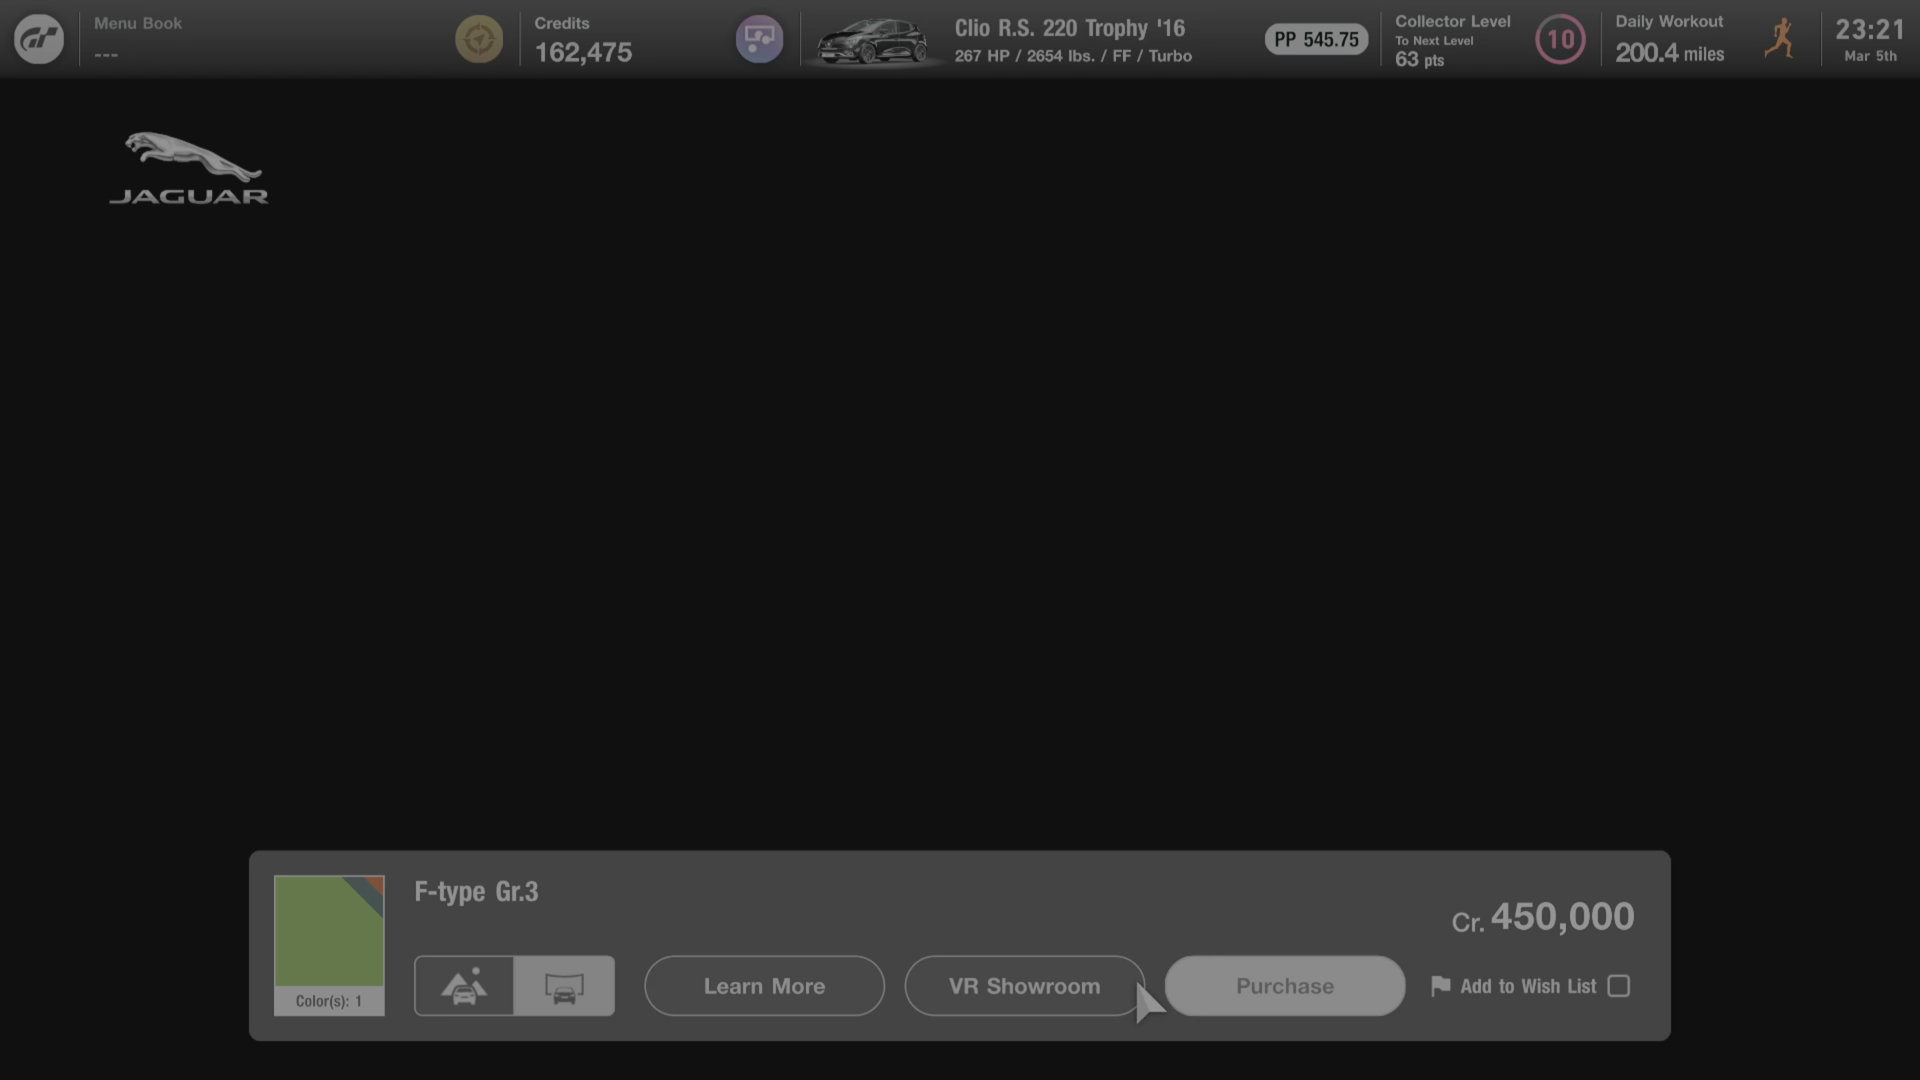 Menu Book
---
Credits
162,475
Clio R.S. 220 Trophy '16
267 HP / 2654 lbs. / FF / Turbo
PP 545.75
Collector Level
To Next Level
63 pts
10
Daily Workout
200.4 miles
23:21
Mar 5th
JAGUAR
F-type Gr.3
Cr. 450,000
Color(s): 1
Learn More
VR Showroom
Purchase
Add to Wish List